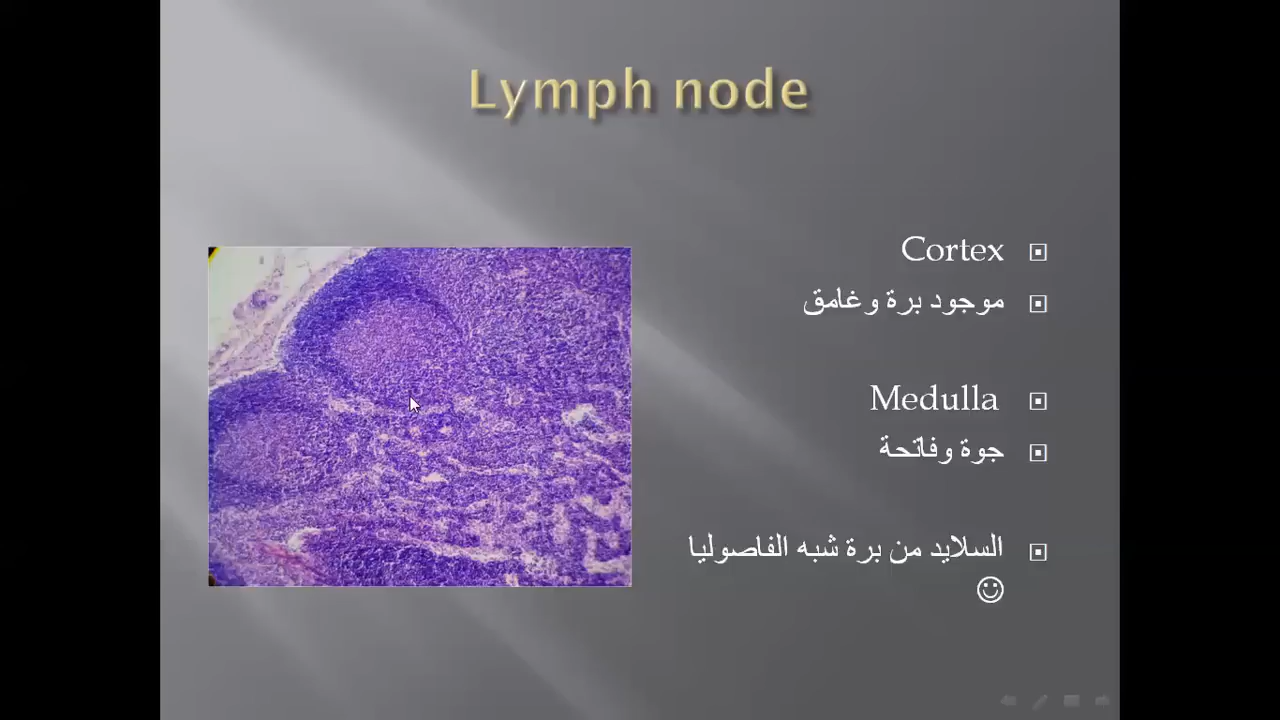 Lymph node
Cortex
موجود برة وغامق
Medulla
جوة وفاتحة
السلايد من برة شبه الفاصوليا
☺